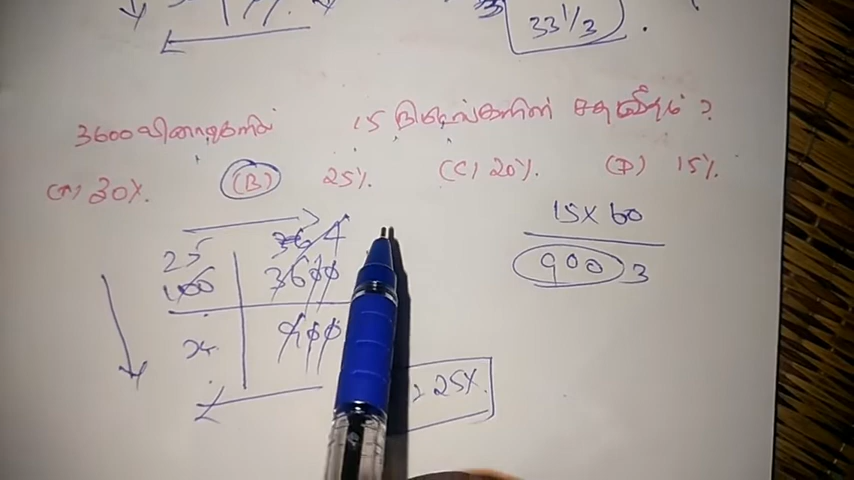 33 1/3
3600 வினாடிகளில் 15 நிமிடங்களின் சதவீதம் ?
(A) 30%. (B) 25%. (C) 20%. (D) 15%.
15 x 60
900
25 36 4
100 3600
x 900
25%.